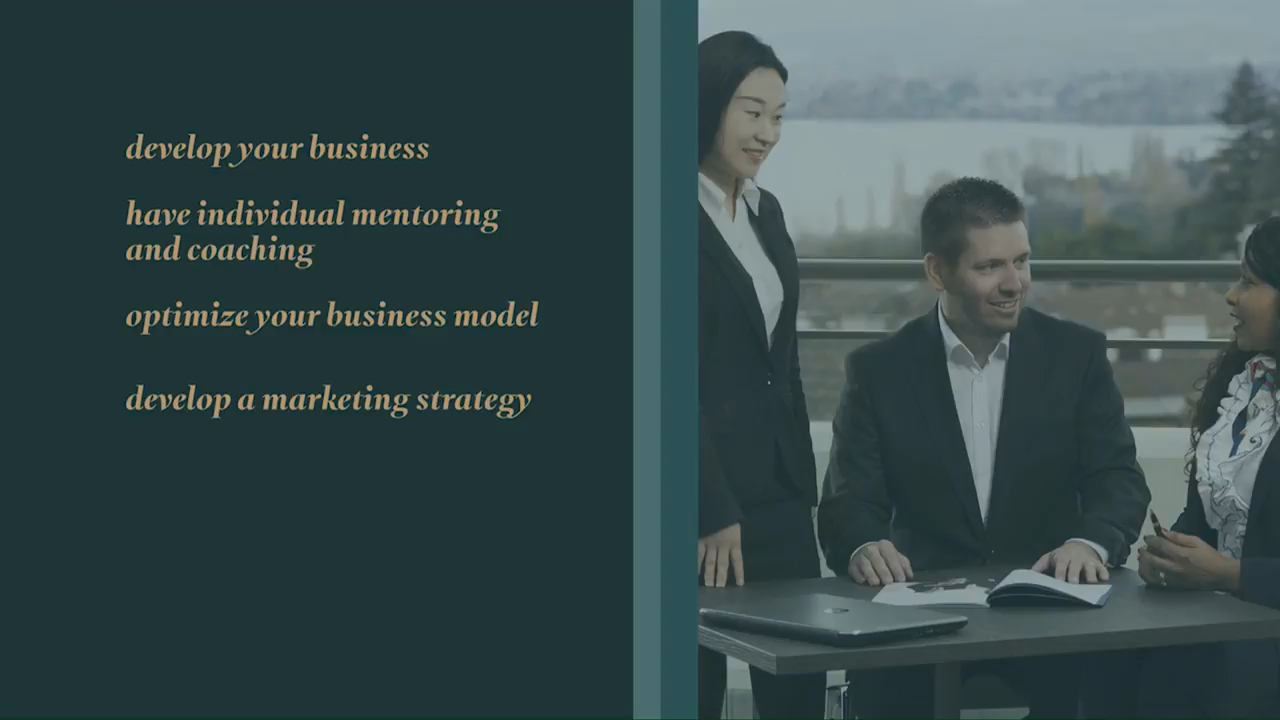 develop your business
have individual mentoring
and coaching
optimize your business model
develop a marketing strategy